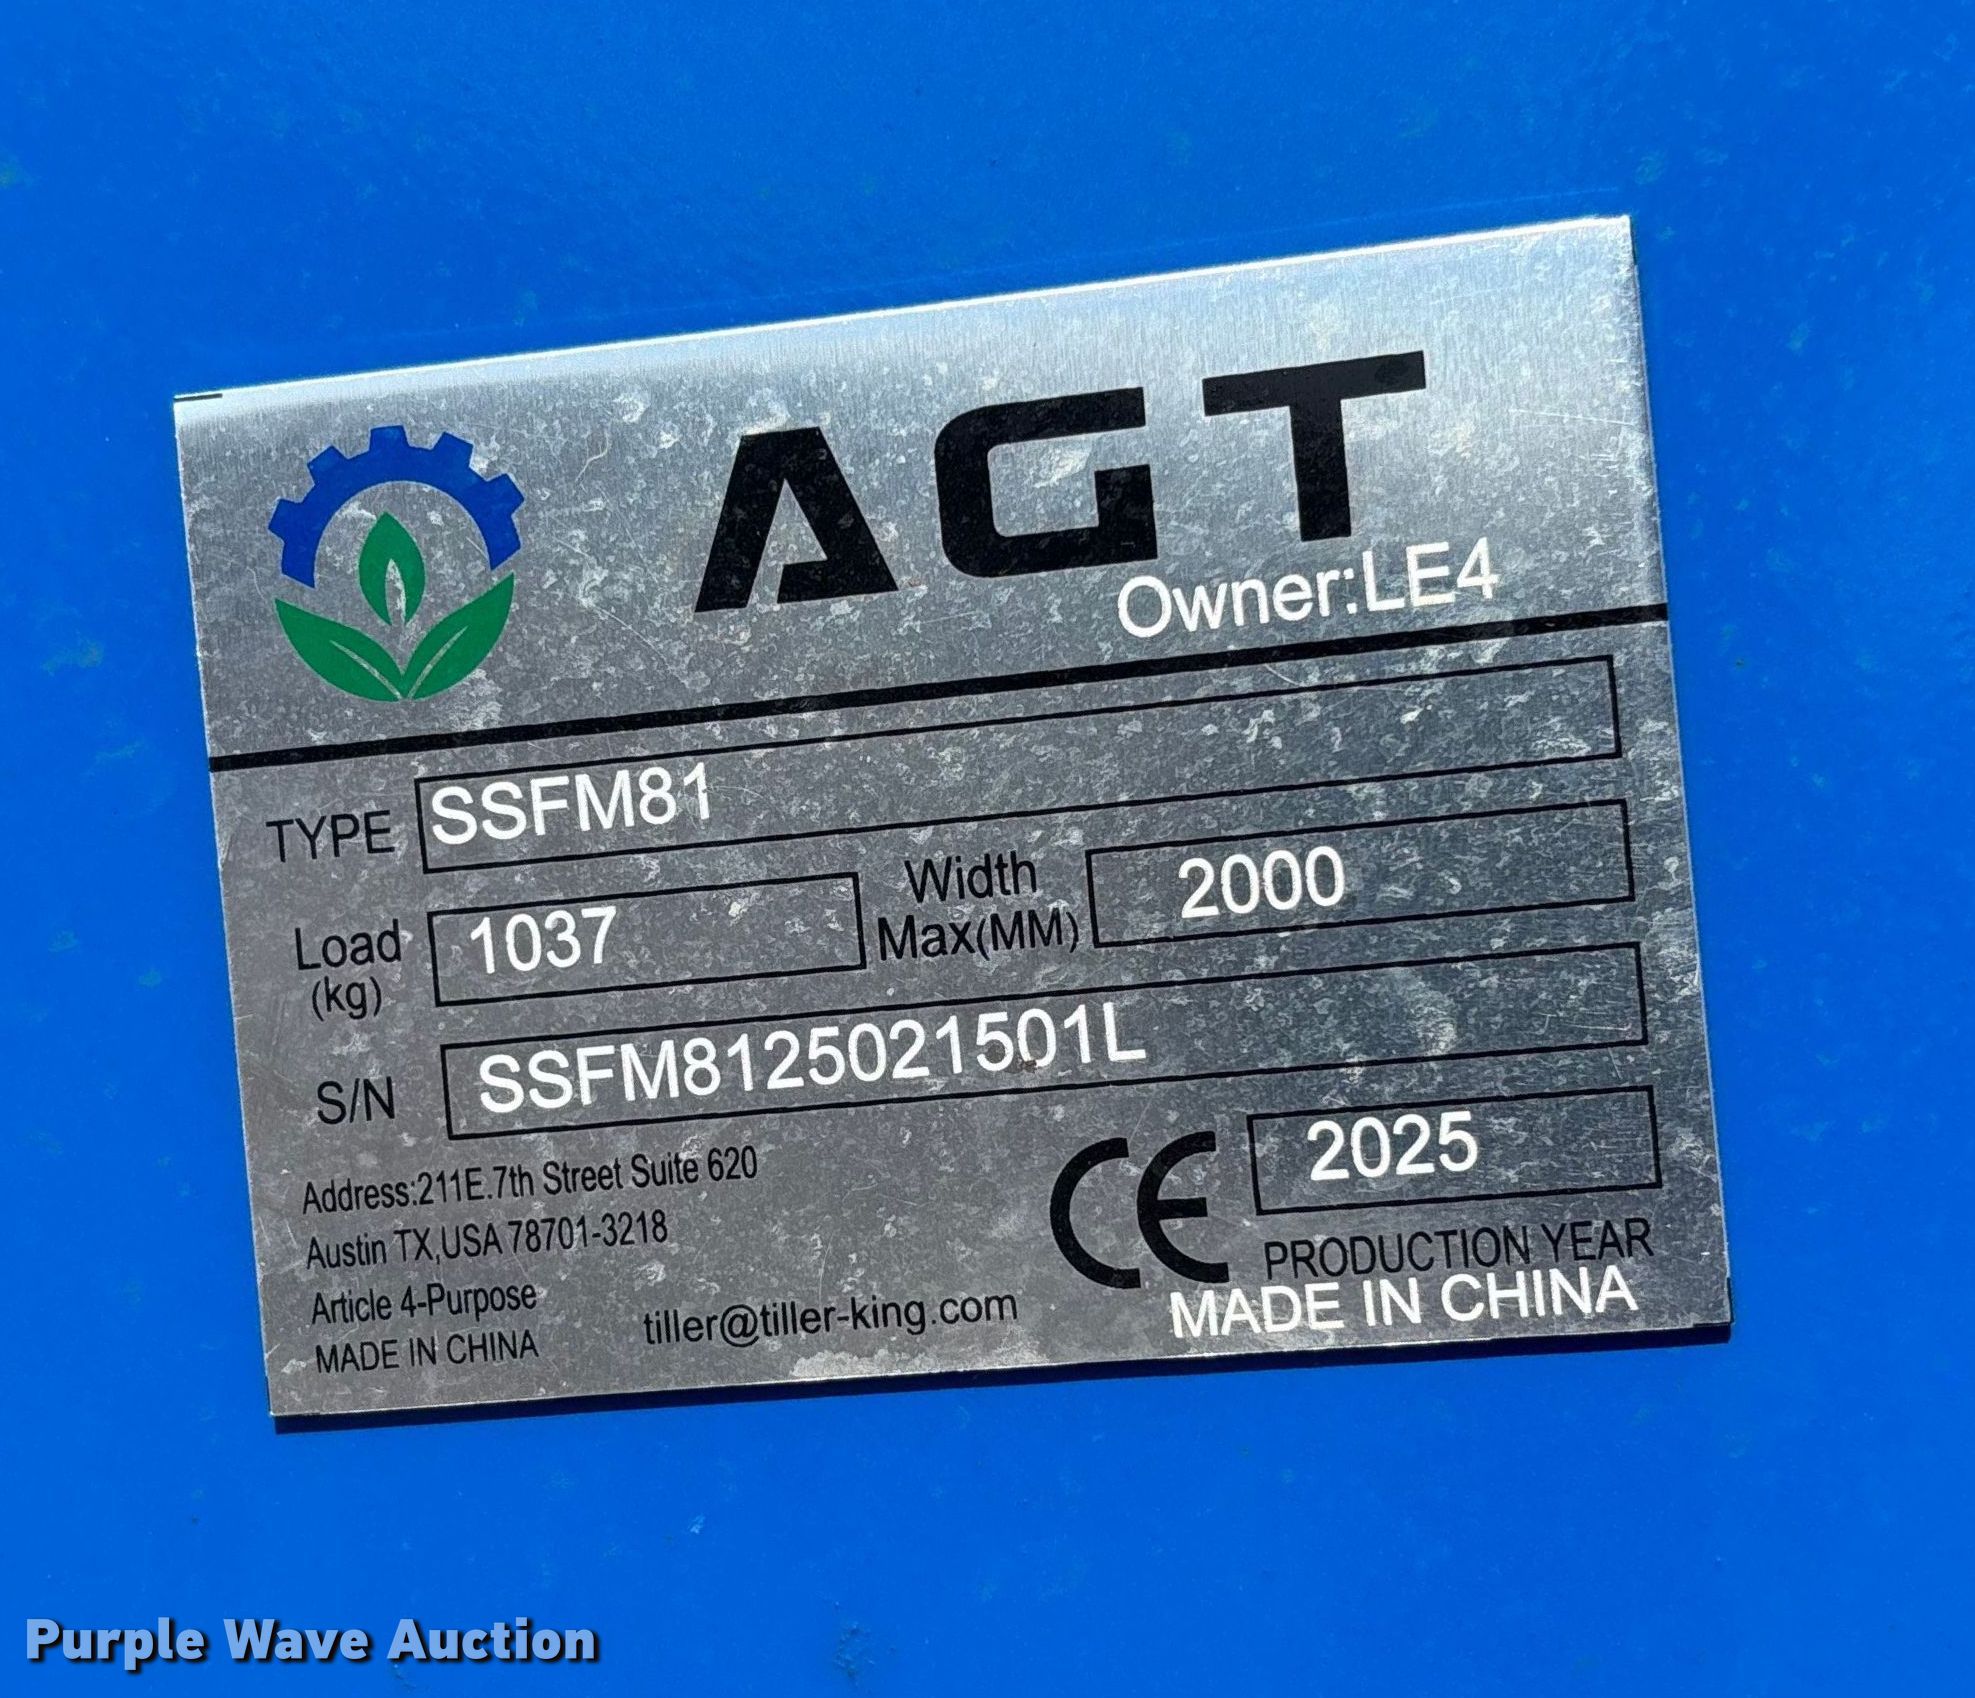 AGT
Owner:LE4
TYPE SSFM81
Load (kg) 1037 Width Max(MM) 2000
S/N SSFM8125021501L
Address:211E.7th Street Suite 620
Austin TX,USA 78701-3218
Article 4-Purpose
MADE IN CHINA
tiller@tiller-king.com
CE 2025
PRODUCTION YEAR
MADE IN CHINA
Purple Wave Auction